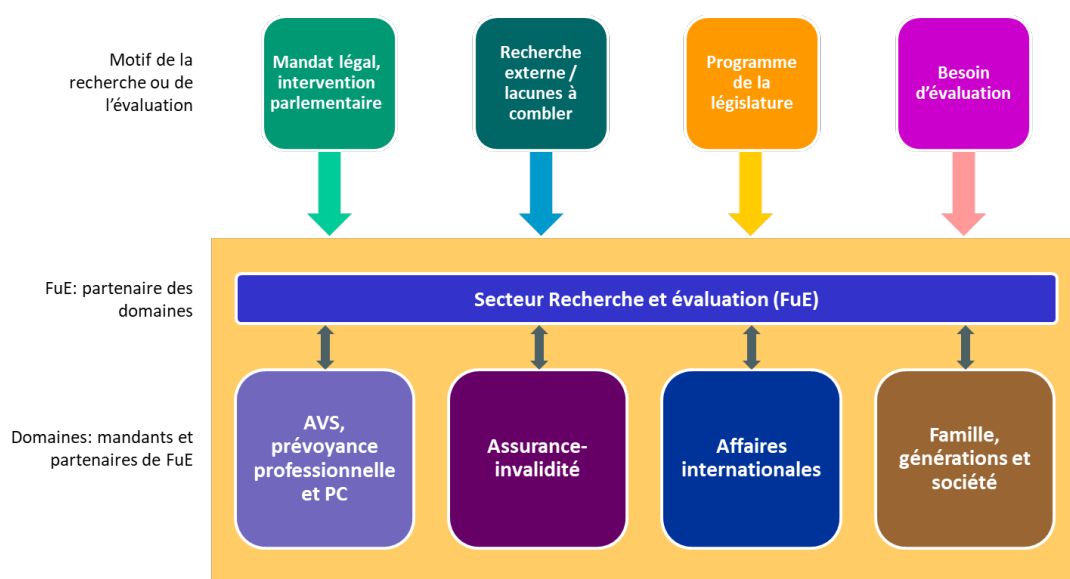 Motif de la
recherche ou de
l’évaluation
Mandat légal,
intervention
parlementaire
Recherche
externe /
lacunes à
combler
Programme
de la
législature
Besoin
d’évaluation
FuE: partenaire des
domaines
Secteur Recherche et évaluation (FuE)
Domaines: mandants et
partenaires de FuE
AVS,
prévoyance
professionnelle
et PC
Assurance-
invalidité
Affaires
internationales
Famille,
générations et
société